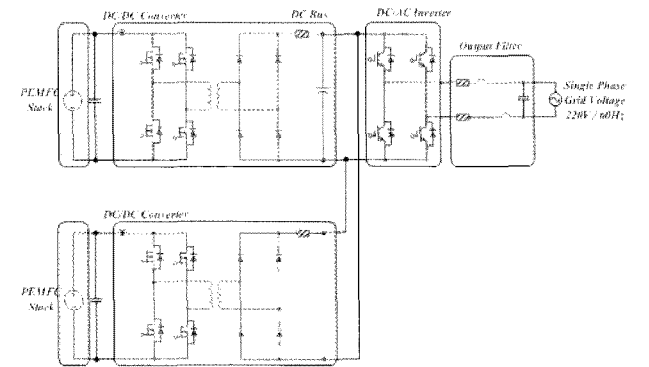 DC/DC Converter
DC Bus
DC-AC Inverter
Output Filter
PEMFC
Stack
Single Phase
Grid Voltage
220V / 60Hz
DC/DC Converter
PEMFC
Stack